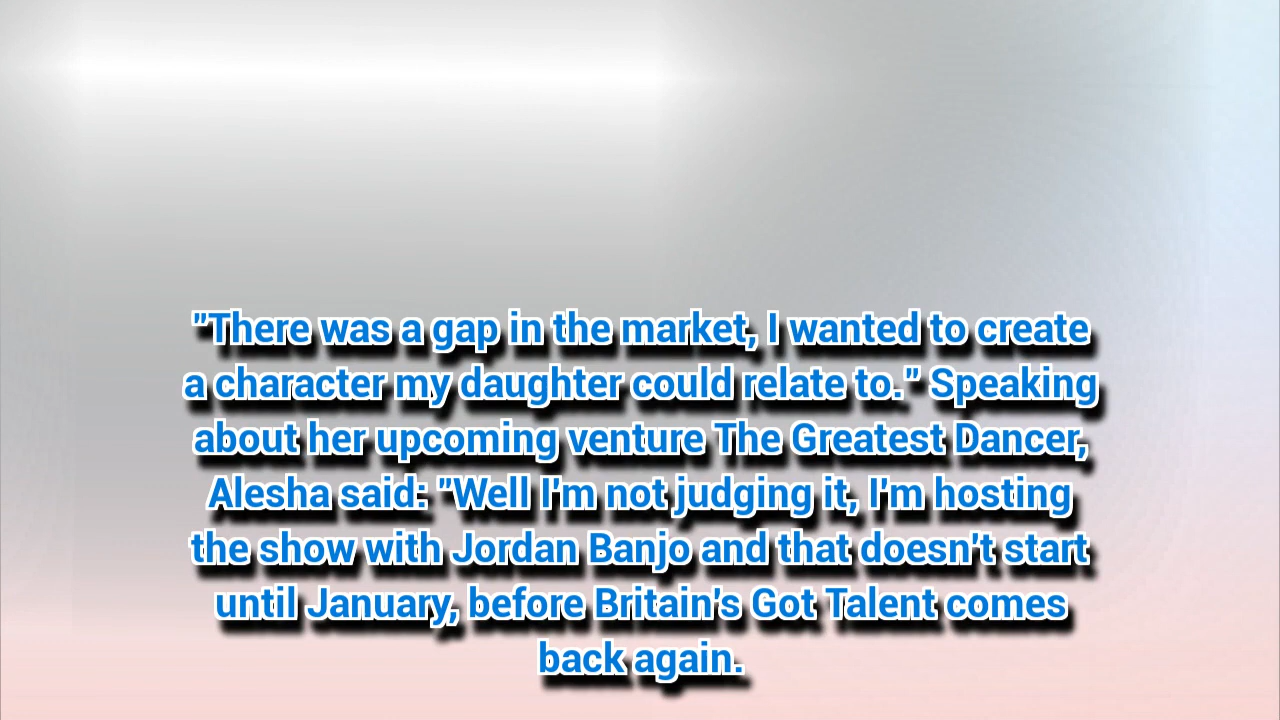 "There was a gap in the market, I wanted to create
a character my daughter could relate to." Speaking
about her upcoming venture The Greatest Dancer,
Alesha said: "Well I'm not judging it, I'm hosting
the show with Jordan Banjo and that doesn't start
until January, before Britain's Got Talent comes
back again.